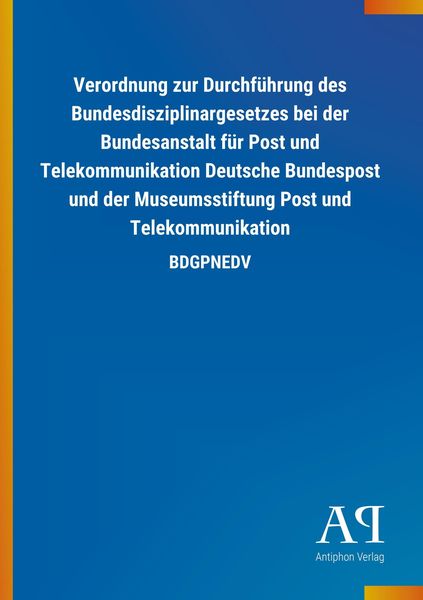 Verordnung zur Durchführung des
Bundesdisziplinargesetzes bei der
Bundesanstalt für Post und
Telekommunikation Deutsche Bundespost
und der Museumsstiftung Post und
Telekommunikation
BDGPNEDV
AP
Antiphon Verlag